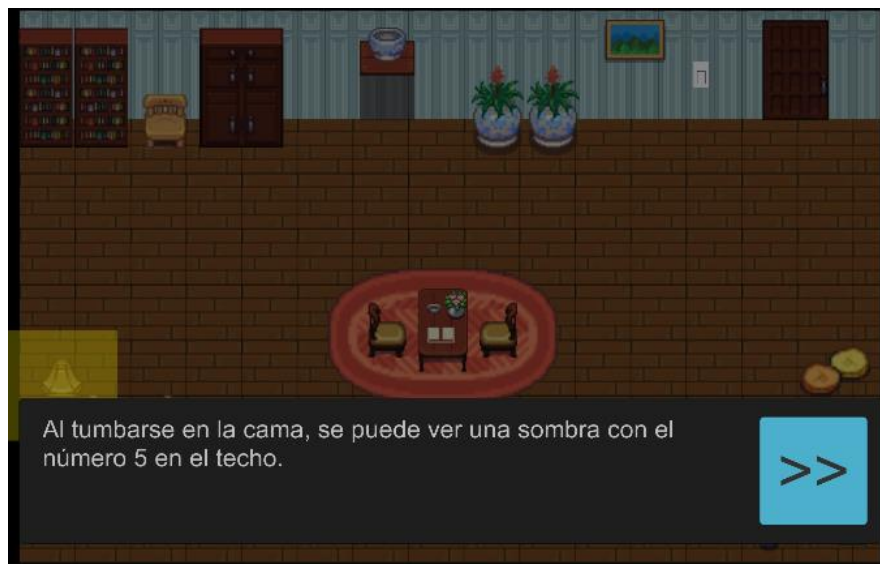 Al tumbarse en la cama, se puede ver una sombra con el
número 5 en el techo.
>>